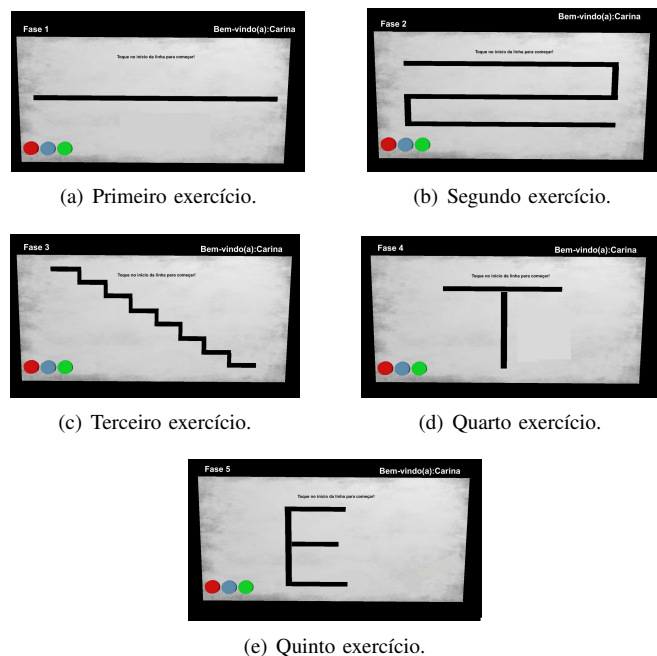 Fase 1 Bem-vindo(a):Carina
Toque no início da linha para começar!
(a) Primeiro exercício.
Fase 2 Bem-vindo(a):Carina
Toque no início da linha para começar!
(b) Segundo exercício.
Fase 3 Bem-vindo(a):Carina
Toque no início da linha para começar!
(c) Terceiro exercício.
Fase 4 Bem-vindo(a):Carina
Toque no início da linha para começar!
T
(d) Quarto exercício.
Fase 5 Bem-vindo(a):Carina
Toque no início da linha para começar!
E
(e) Quinto exercício.